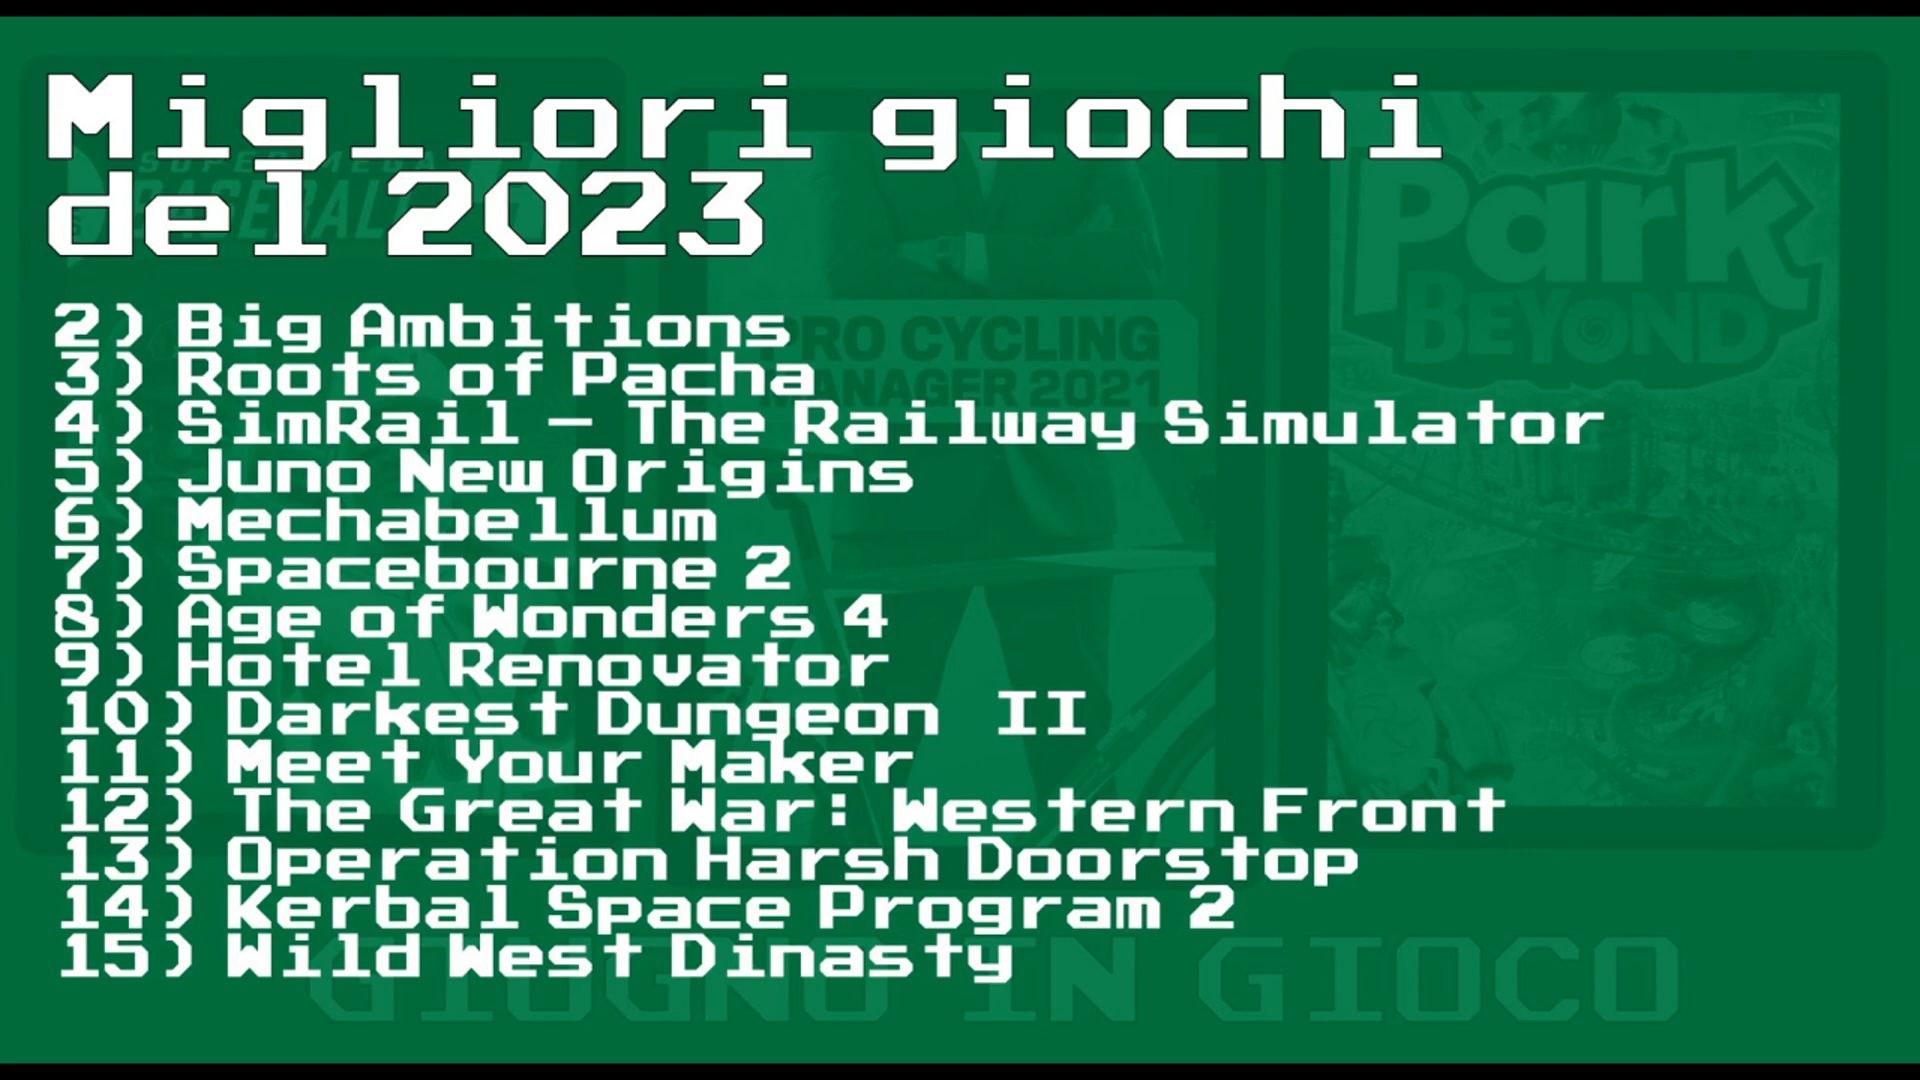 Migliori giochi
del 2023
2) Big Ambitions
3) Roots of Pacha
4) SimRail - The Railway Simulator
5) Juno New Origins
6) Mechabellum
7) Spacebourne 2
8) Age of Wonders 4
9) Hotel Renovator
10) Darkest Dungeon II
11) Meet Your Maker
12) The Great War: Western Front
13) Operation Harsh Doorstop
14) Kerbal Space Program 2
15) Wild West Dinasty
SUPER MEGA
BASEBALL
PRO CYCLING
MANAGER 2021
Park
BEYOND
GIUGNO IN GIOCO